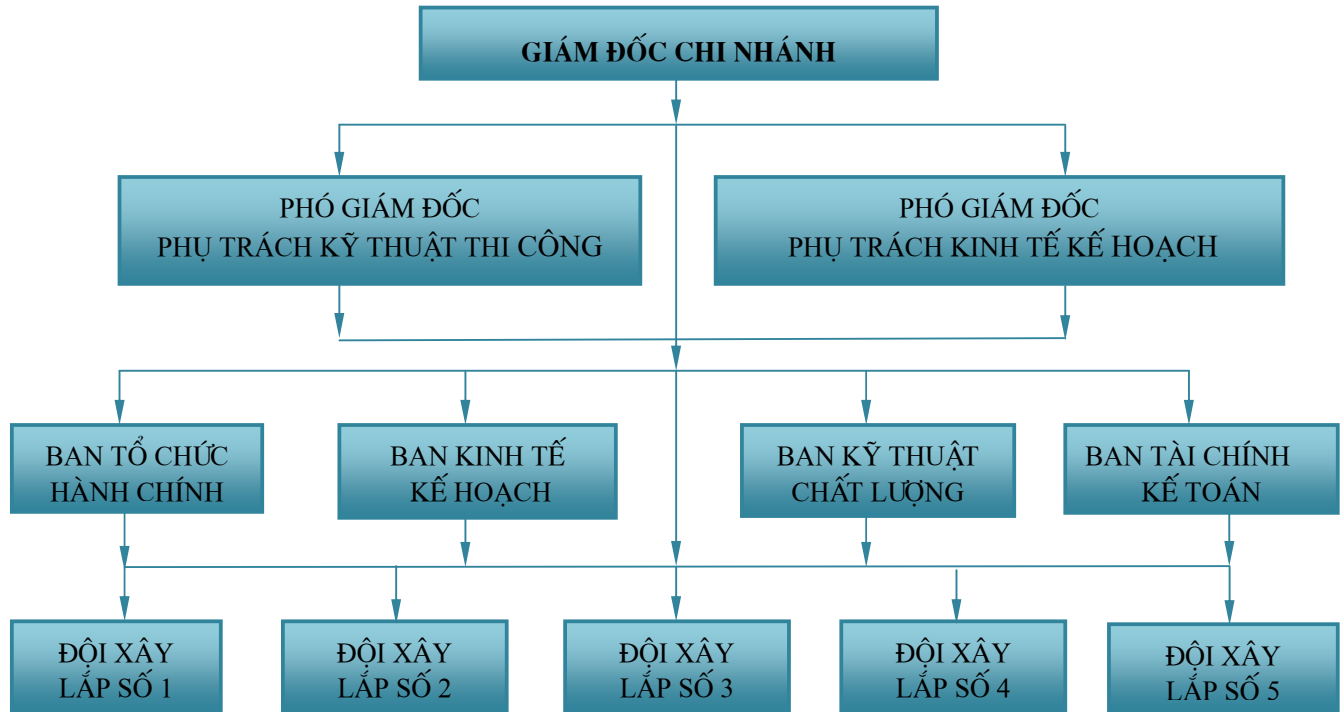 GIÁM ĐỐC CHI NHÁNH
PHÓ GIÁM ĐỐC
PHỤ TRÁCH KỸ THUẬT THI CÔNG
PHÓ GIÁM ĐỐC
PHỤ TRÁCH KINH TẾ KẾ HOẠCH
BAN TỔ CHỨC
HÀNH CHÍNH
BAN KINH TẾ
KẾ HOẠCH
BAN KỸ THUẬT
CHẤT LƯỢNG
BAN TÀI CHÍNH
KẾ TOÁN
ĐỘI XÂY
LẮP SỐ 1
ĐỘI XÂY
LẮP SỐ 2
ĐỘI XÂY
LẮP SỐ 3
ĐỘI XÂY
LẮP SỐ 4
ĐỘI XÂY
LẮP SỐ 5